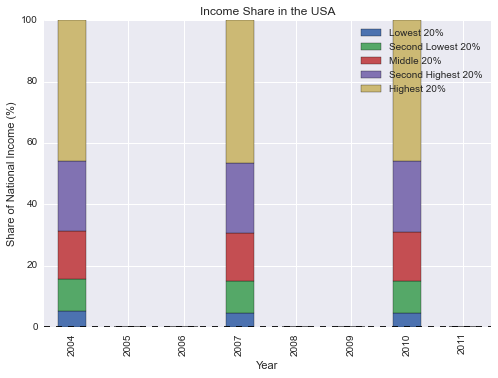 Income Share in the USA
Lowest 20%
Second Lowest 20%
Middle 20%
Second Highest 20%
Highest 20%
Share of National Income (%)
100
80
60
40
20
0
2004
2005
2006
2007
2008
2009
2010
2011
Year